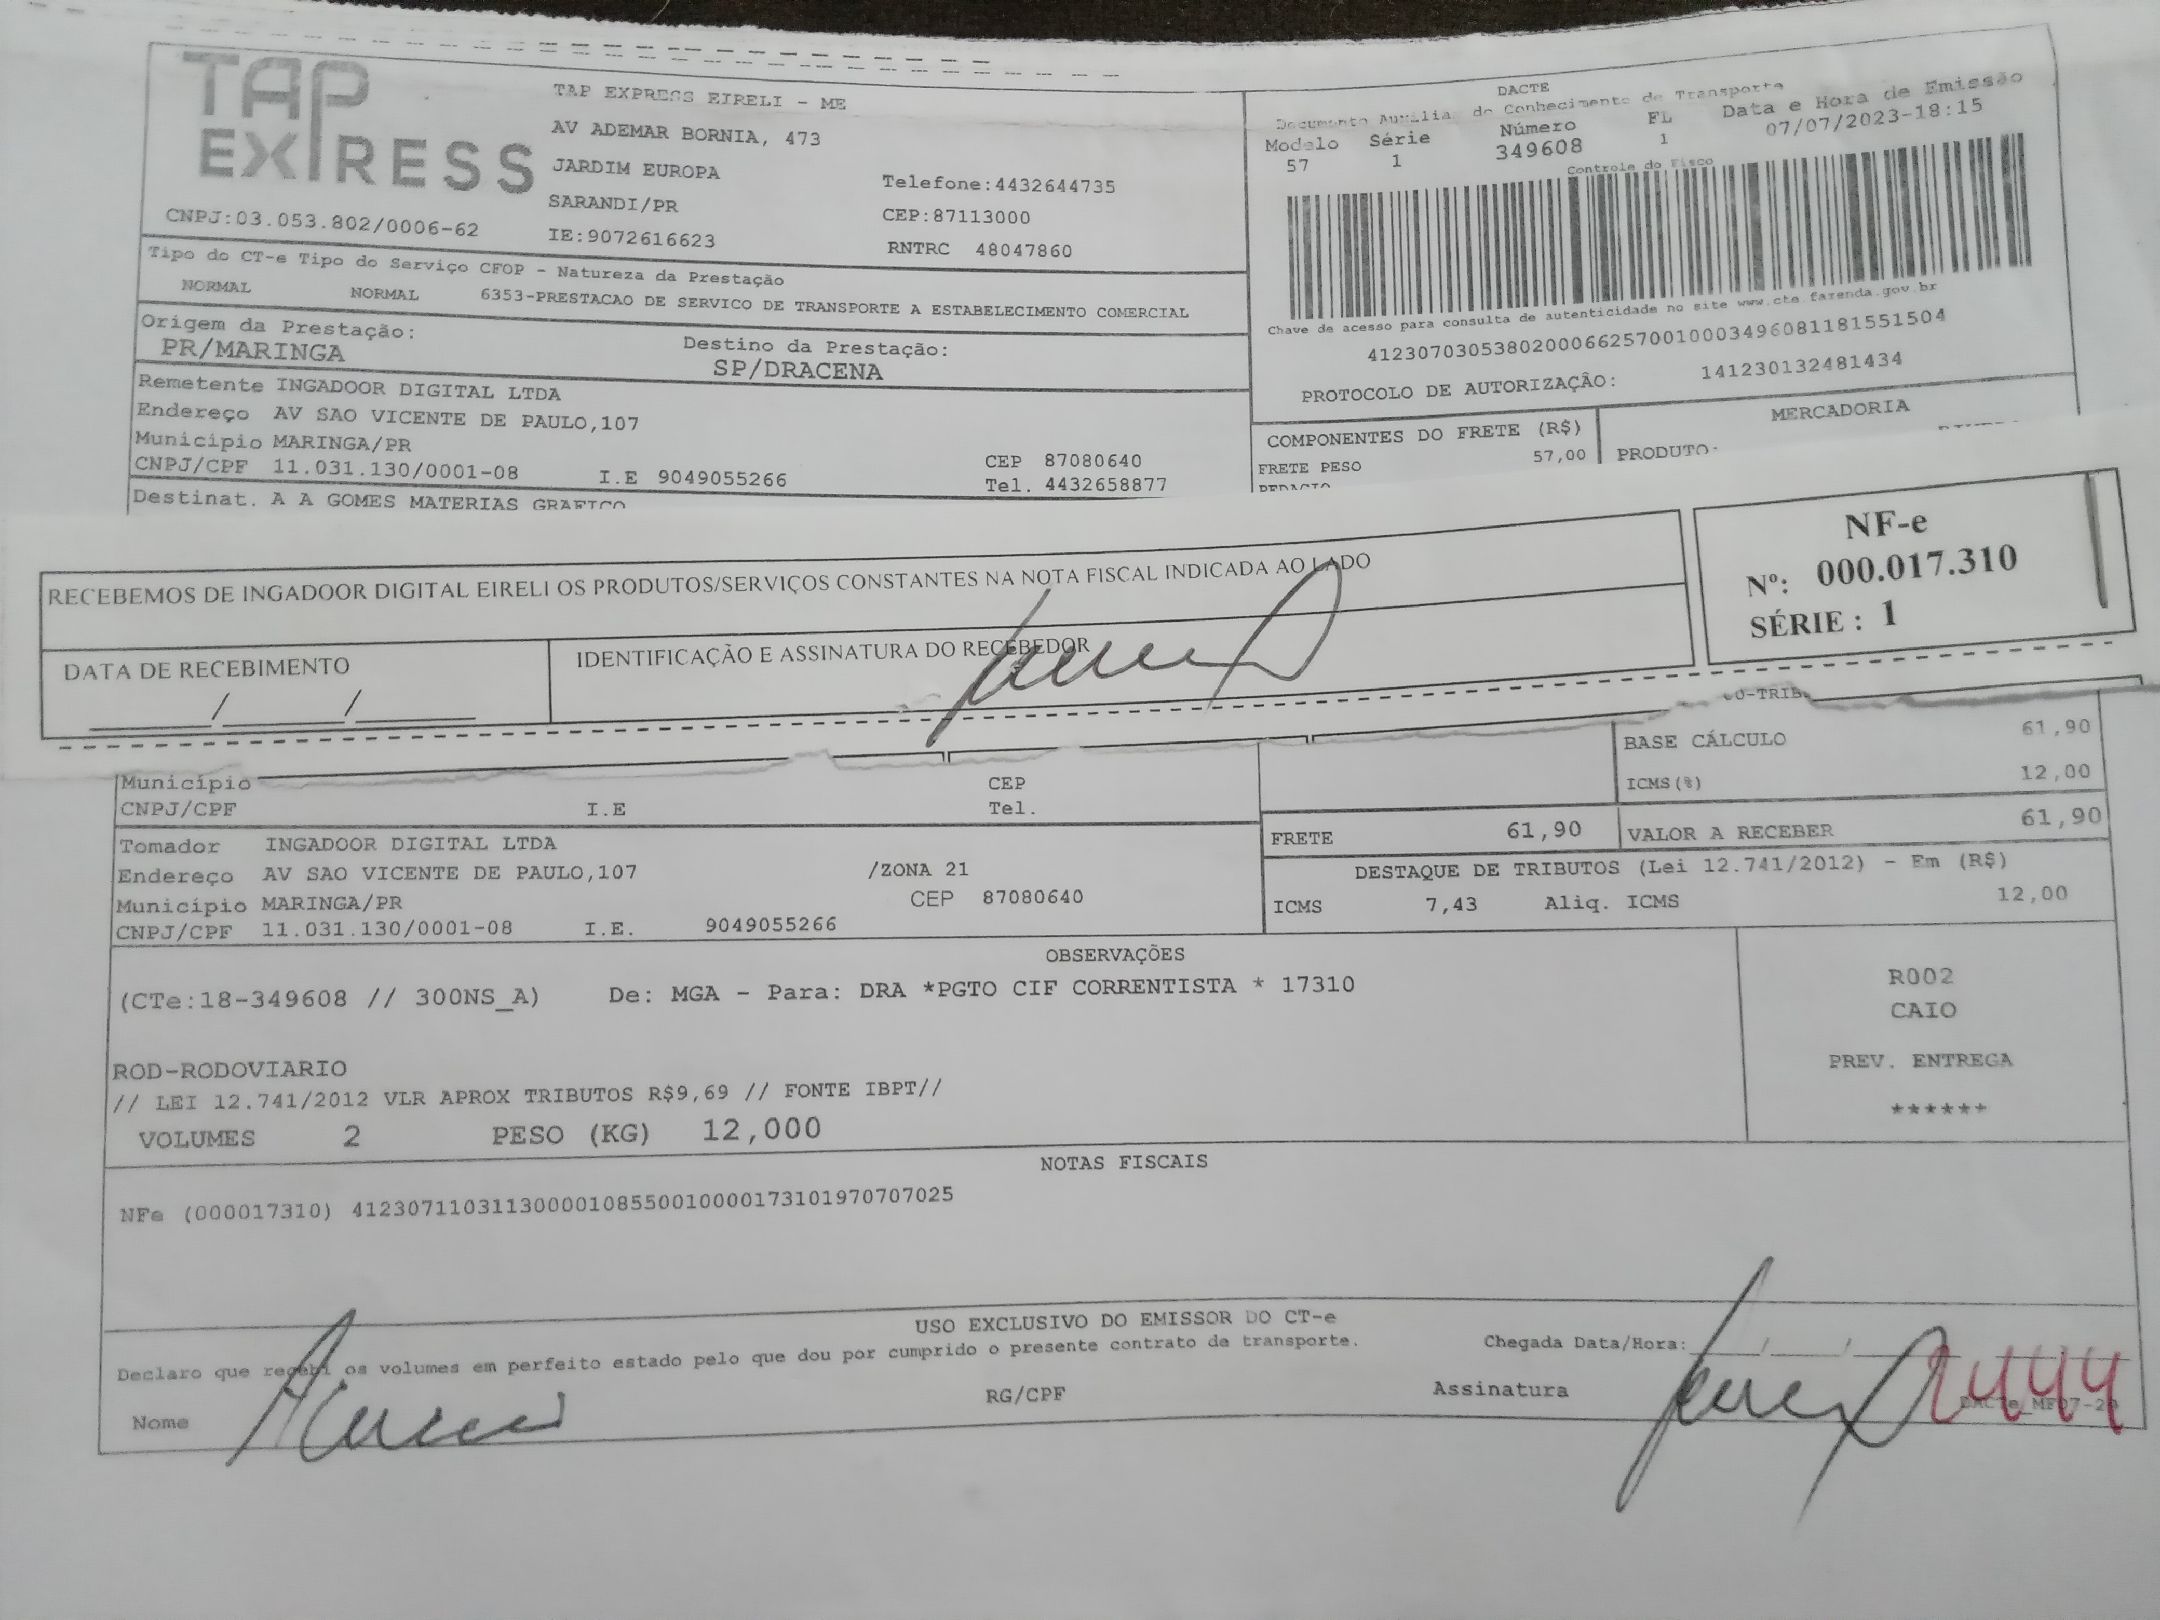 TAP
EXPRESS
CNPJ:03.053.802/0006-62
TAP EXPRESS EIRELI - ME
AV ADEMAR BORNIA, 473
JARDIM EUROPA
SARANDI/PR
IE:9072616623
Telefone:4432644735
CEP:87113000
RNTRC 48047860
DACTE
Documento Auxiliar do Conhecimento de Transporte
Modelo Série Número FL Data e Hora de Emissão
57 1 349608 1 07/07/2023-18:15
Controle do Fisco
Chave de acesso para consulta de autenticidade no site www.cte.fazenda.gov.br
41230703053802000662570010003496081181551504
PROTOCOLO DE AUTORIZAÇÃO: 141230132481434
Tipo do CT-e Tipo do Serviço CFOP - Natureza da Prestação
NORMAL NORMAL 6353-PRESTACAO DE SERVICO DE TRANSPORTE A ESTABELECIMENTO COMERCIAL
Origem da Prestação: Destino da Prestação:
PR/MARINGA SP/DRACENA
Remetente INGADOOR DIGITAL LTDA
Endereço AV SAO VICENTE DE PAULO,107
Município MARINGA/PR CEP 87080640
CNPJ/CPF 11.031.130/0001-08 I.E 9049055266 Tel. 4432658877
Destinat. A A GOMES MATERIAS GRAFICO
COMPONENTES DO FRETE (R$) MERCADORIA
FRETE PESO 57,00 PRODUTO
RECEBEMOS DE INGADOOR DIGITAL EIRELI OS PRODUTOS/SERVIÇOS CONSTANTES NA NOTA FISCAL INDICADA AO LADO
DATA DE RECEBIMENTO IDENTIFICAÇÃO E ASSINATURA DO RECEBEDOR
___/___/___
NF-e
Nº: 000.017.310
SÉRIE : 1
BASE CÁLCULO 61,90
ICMS(%) 12,00
Município CEP
CNPJ/CPF I.E Tel.
FRETE 61,90 VALOR A RECEBER 61,90
Tomador INGADOOR DIGITAL LTDA
Endereço AV SAO VICENTE DE PAULO,107 /ZONA 21
Município MARINGA/PR CEP 87080640
CNPJ/CPF 11.031.130/0001-08 I.E. 9049055266
DESTAQUE DE TRIBUTOS (Lei 12.741/2012) - Em (R$)
ICMS 7,43 Aliq. ICMS 12,00
OBSERVAÇÕES
(CTe:18-349608 // 300NS_A) De: MGA - Para: DRA *PGTO CIF CORRENTISTA * 17310
ROD-RODOVIARIO
// LEI 12.741/2012 VLR APROX TRIBUTOS R$9,69 // FONTE IBPT//
VOLUMES 2 PESO (KG) 12,000
R002
CAIO
PREV. ENTREGA
******
NOTAS FISCAIS
NFe (000017310) 41230711031130000108550010000173101970707025
USO EXCLUSIVO DO EMISSOR DO CT-e
Declaro que recebi os volumes em perfeito estado pelo que dou por cumprido o presente contrato de transporte.
Chegada Data/Hora:
Nome RG/CPF Assinatura